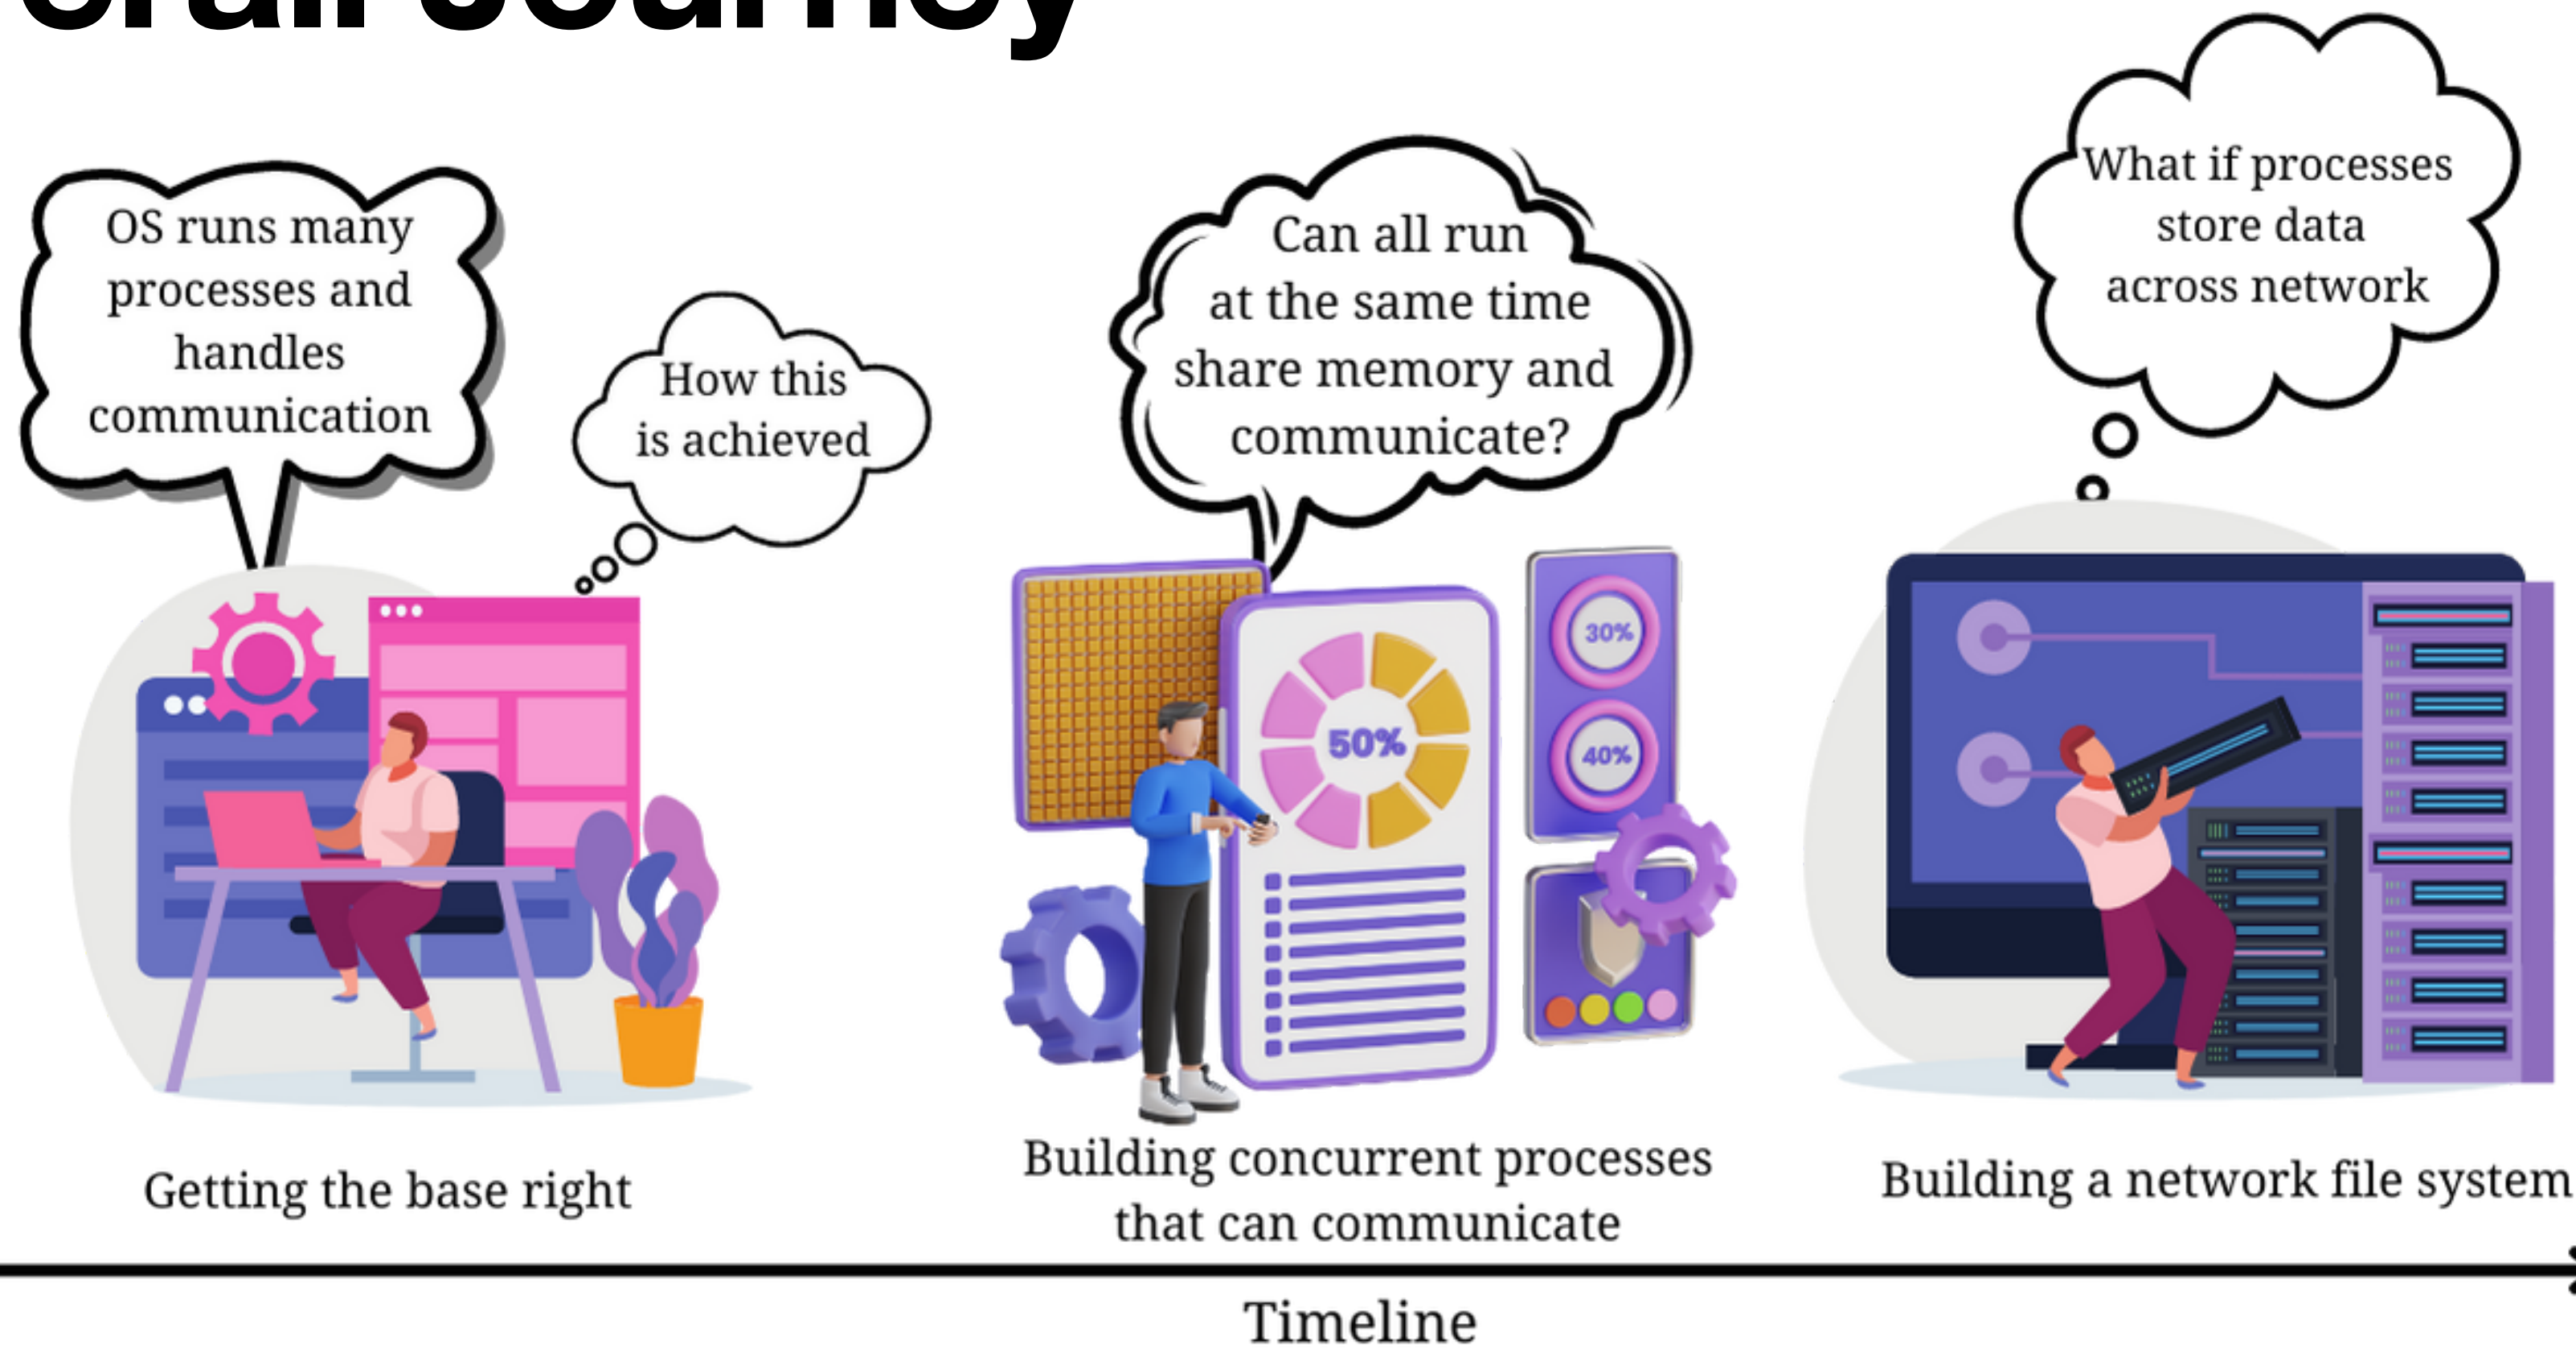 Journey
OS runs many
processes and
handles
communication
How this
is achieved
Can all run
at the same time
share memory and
communicate?
What if processes
store data
across network
30%
50%
40%
Getting the base right
Building concurrent processes
that can communicate
Building a network file system
Timeline